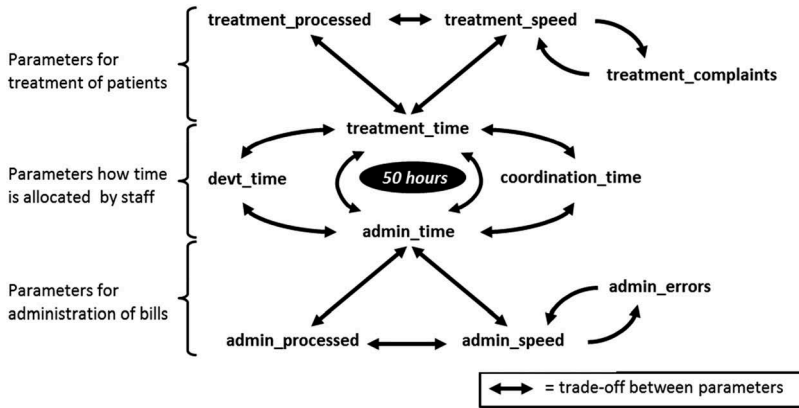 treatment_processed
treatment_speed
Parameters for
treatment of patients
treatment_complaints
treatment_time
Parameters how time
is allocated by staff
devt_time
50 hours
coordination_time
admin_time
Parameters for
administration of bills
admin_errors
admin_processed
admin_speed
= trade-off between parameters